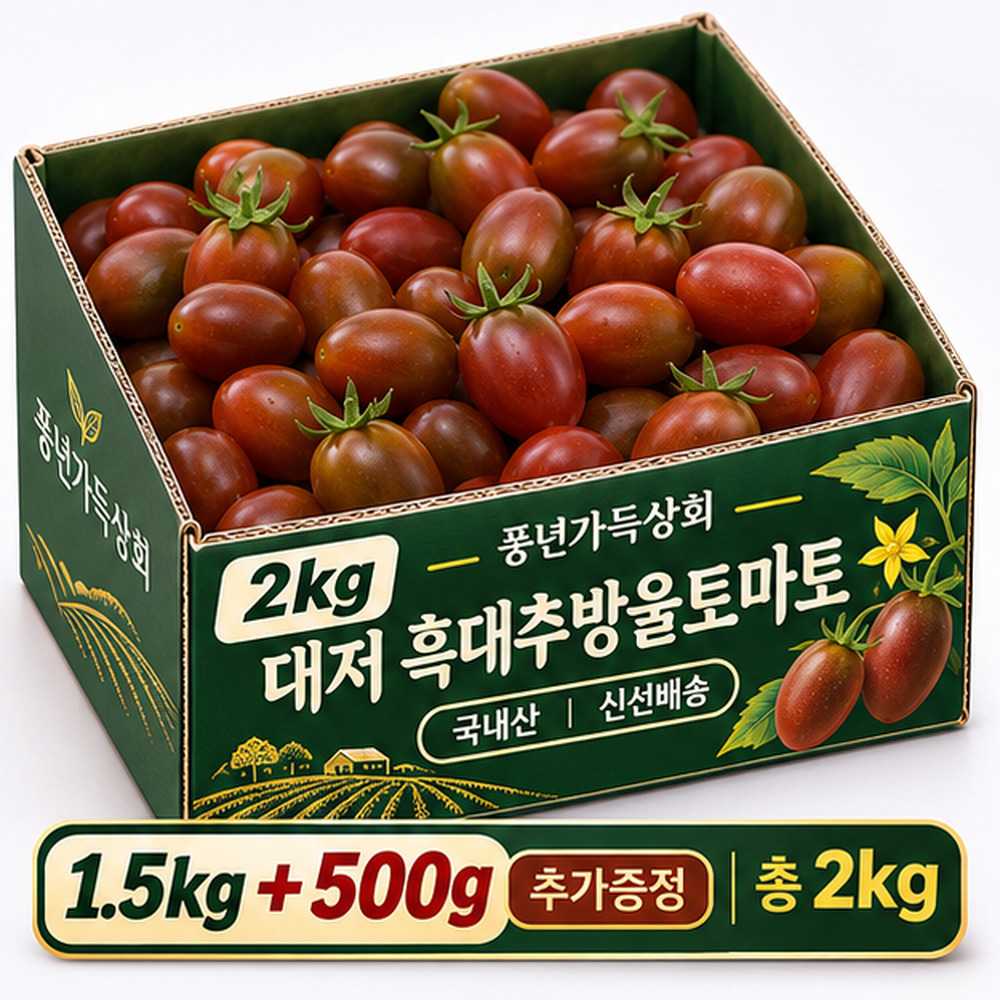 풍년가득상회
풍년가득상회
2kg
대저 흑대추방울토마토
국내산 | 신선배송
1.5kg + 500g 추가증정 | 총 2kg